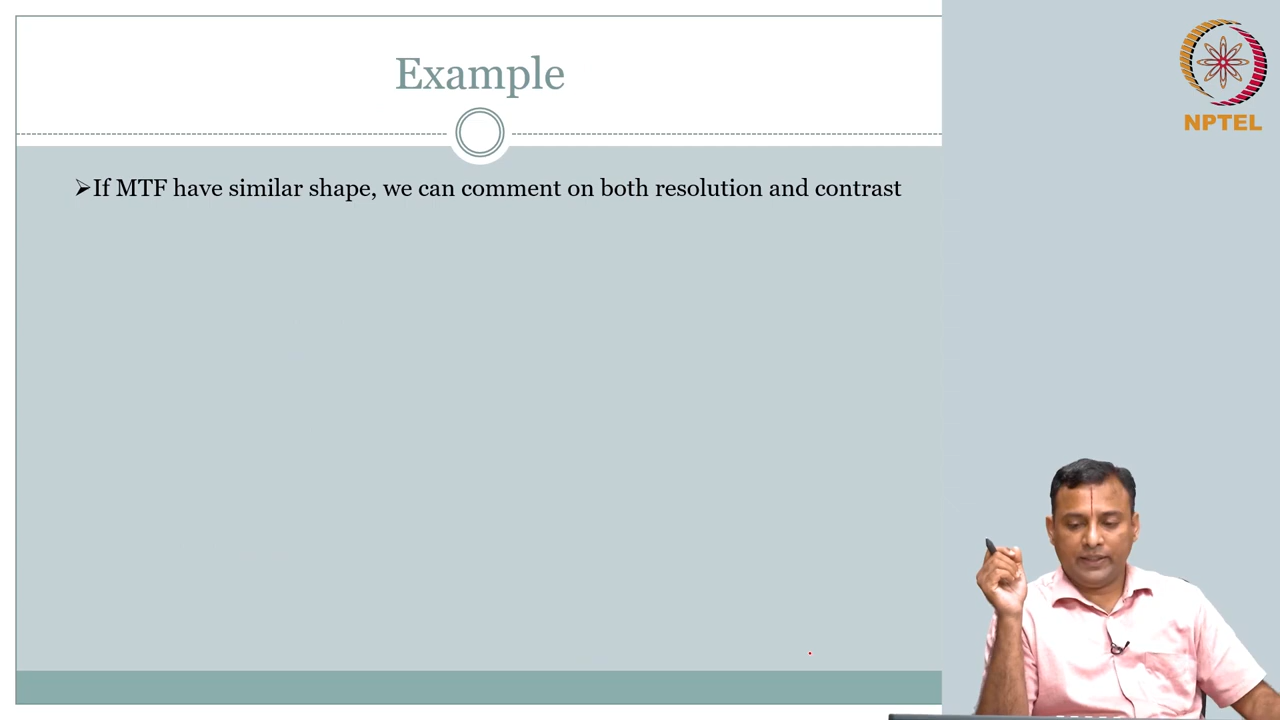 Example
➢If MTF have similar shape, we can comment on both resolution and contrast
NPTEL